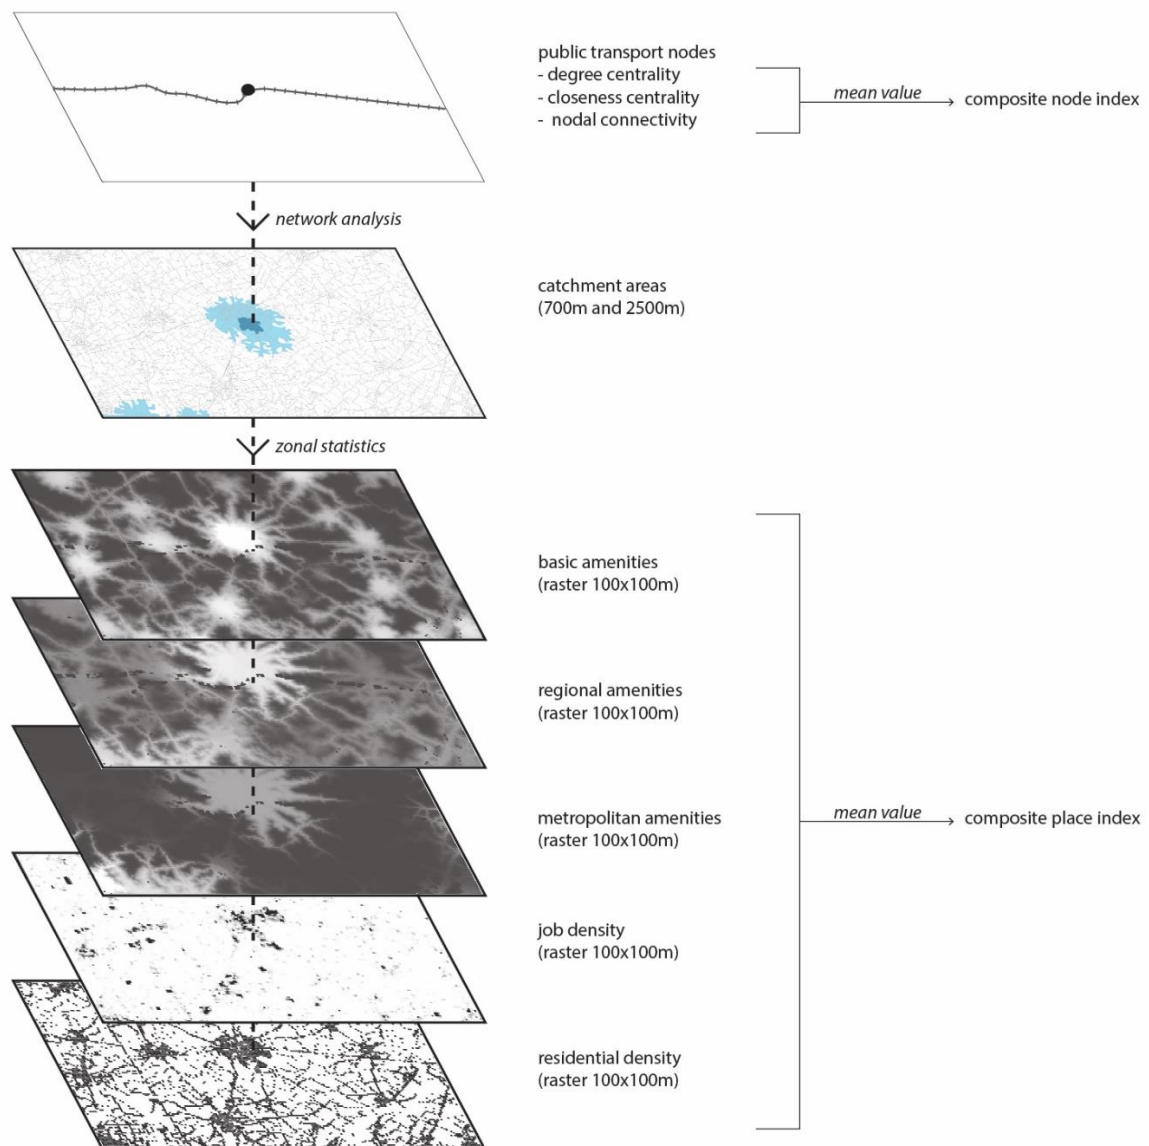 public transport nodes
- degree centrality
- closeness centrality
- nodal connectivity
mean value
composite node index
network analysis
catchment areas
(700m and 2500m)
zonal statistics
basic amenities
(raster 100x100m)
regional amenities
(raster 100x100m)
metropolitan amenities
(raster 100x100m)
mean value
composite place index
job density
(raster 100x100m)
residential density
(raster 100x100m)